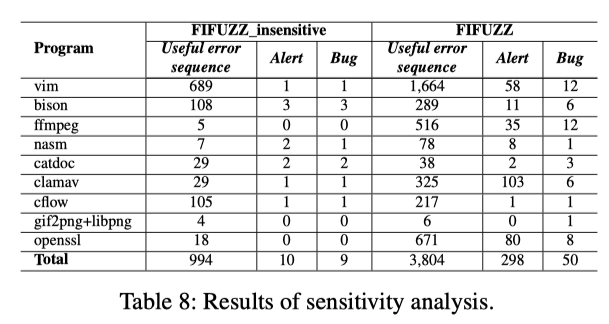 FIFUZZ_insensitive FIFUZZ
Program Useful error sequence Alert Bug Useful error sequence Alert Bug
vim 689 1 1 1,664 58 12
bison 108 3 3 289 11 6
ffmpeg 5 0 0 516 35 12
nasm 7 2 1 78 8 1
catdoc 29 2 2 38 2 3
clamav 29 1 1 325 103 6
cflow 105 1 1 217 1 1
gif2png+libpng 4 0 0 6 0 1
openssl 18 0 0 671 80 8
Total 994 10 9 3,804 298 50
Table 8: Results of sensitivity analysis.